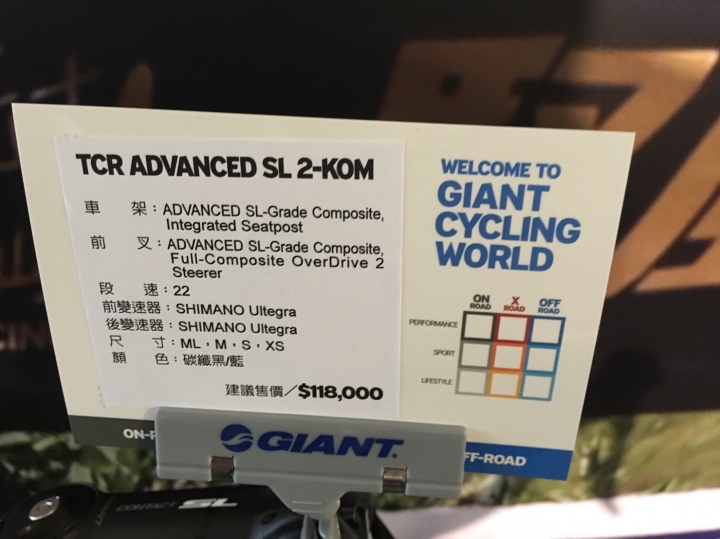 TCR ADVANCED SL 2-KOM
車　架：ADVANCED SL-Grade Composite,
Integrated Seatpost
前　叉：ADVANCED SL-Grade Composite,
Full-Composite OverDrive 2
Steerer
段　速：22
前變速器：SHIMANO Ultegra
後變速器：SHIMANO Ultegra
尺　寸：ML，M，S，XS
顏　色：碳纖黑/藍
建議售價／$118,000
WELCOME TO
GIANT
CYCLING
WORLD
ON ROAD
X ROAD
OFF ROAD
PERFORMANCE
SPORT
LIFESTYLE
GIANT
FF-ROAD
CONTACT SL